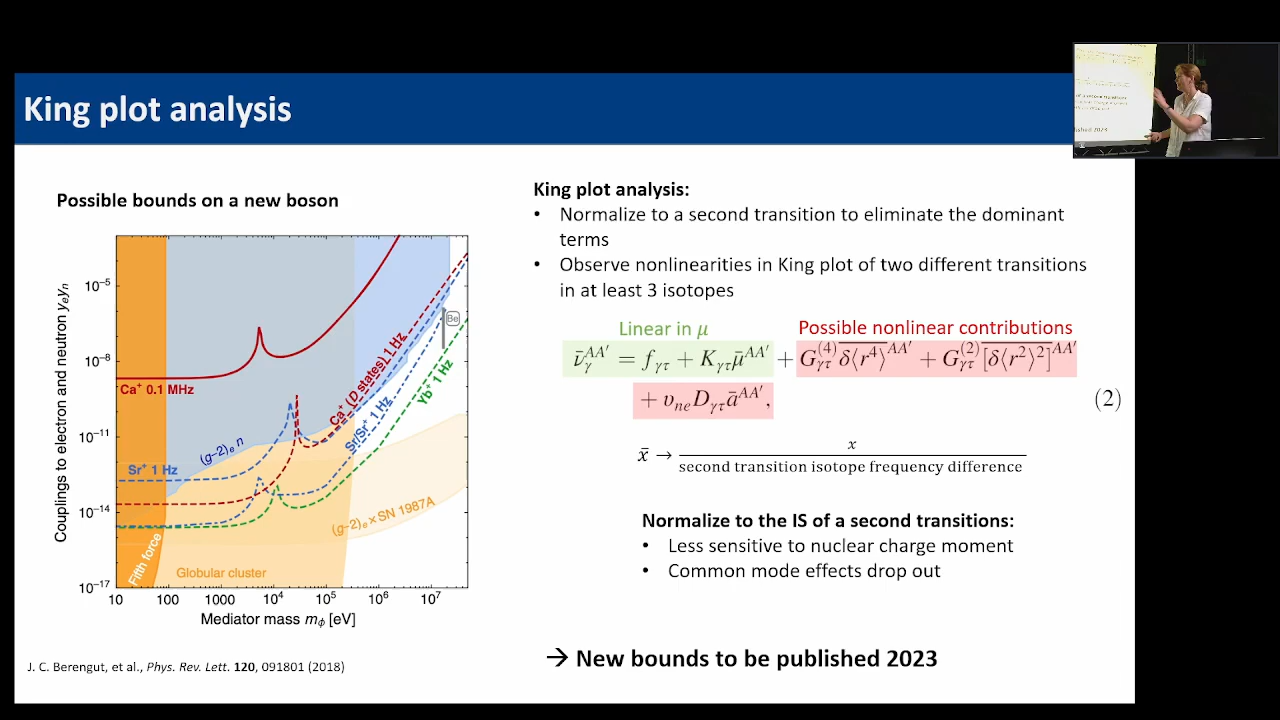 King plot analysis
Possible bounds on a new boson
Couplings to electron and neutron yₑyₙ
10⁻⁵
10⁻⁸
10⁻¹¹
10⁻¹⁴
10⁻¹⁷
Ca⁺ 0.1 MHz
Sr⁺ 1 Hz
(g−2)ₑ n
Ca⁺ (D states) 1 Hz
Sr/Sr⁺ 1 Hz
Yb⁺ 1 Hz
Be
(g−2)ₑ × SN 1987A
Fifth force
Globular cluster
10 100 1000 10⁴ 10⁵ 10⁶ 10⁷
Mediator mass m_ϕ [eV]
J. C. Berengut, et al., Phys. Rev. Lett. 120, 091801 (2018)
King plot analysis:
• Normalize to a second transition to eliminate the dominant
terms
• Observe nonlinearities in King plot of two different transitions
in at least 3 isotopes
Linear in μ
Possible nonlinear contributions
ν̄_γ^{AA′} = f_{γτ} + K_{γτ} μ̄^{AA′} + G_{γτ}^{(4)} \overline{δ⟨r⁴⟩}^{AA′} + G_{γτ}^{(2)} \overline{[δ⟨r²⟩²]}^{AA′}
+ υ_{ne} D_{γτ} ā^{AA′}, (2)
x̄ → x / second transition isotope frequency difference
Normalize to the IS of a second transitions:
• Less sensitive to nuclear charge moment
• Common mode effects drop out
→ New bounds to be published 2023